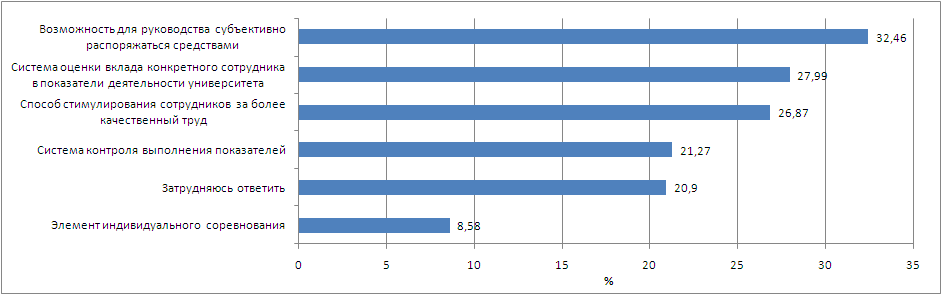 Возможность для руководства субъективно
распоряжаться средствами
32,46
Система оценки вклада конкретного сотрудника
в показатели деятельности университета
27,99
Способ стимулирования сотрудников за более
качественный труд
26,87
Система контроля выполнения показателей
21,27
Затрудняюсь ответить
20,9
Элемент индивидуального соревнования
8,58
0 5 10 15 20 25 30 35
%